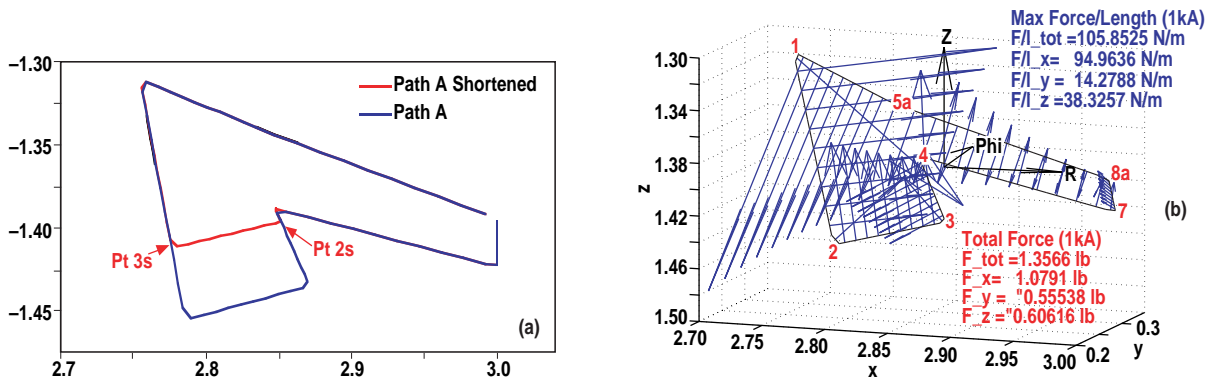 −1.30
−1.35
−1.40
−1.45
2.7
2.8
2.9
3.0
Path A Shortened
Path A
Pt 3s
Pt 2s
(a)
Max Force/Length (1kA)
F/l_tot =105.8525 N/m
F/l_x= 94.9636 N/m
F/l_y = 14.2788 N/m
F/l_z =38.3257 N/m
1.30
1.34
1.38
1.42
1.46
1.50
z
1
5a
4
3
2
8a
7
Z
Phi
R
(b)
Total Force (1kA)
F_tot =1.3566 lb
F_x= 1.0791 lb
F_y = "0.55538 lb
F_z ="0.60616 lb
2.70
2.75
2.80
2.85
2.90
2.95
3.00
x
0.2
0.3
y